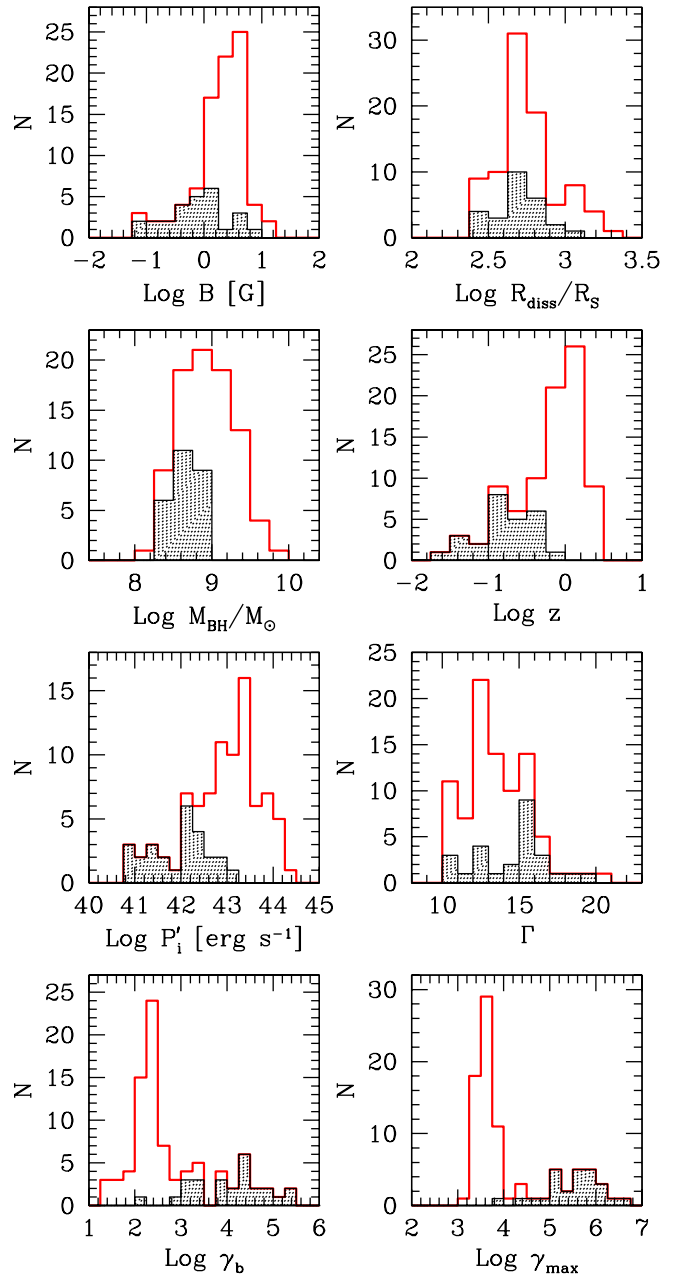 25
20
15
10
5
0
N
-2 -1 0 1 2
Log B [G]
30
20
10
0
N
2 2.5 3 3.5
Log R_diss/R_S
20
15
10
5
0
N
8 9 10
Log M_BH/M_⊙
25
20
15
10
5
0
N
-2 -1 0 1
Log z
15
10
5
0
N
40 41 42 43 44 45
Log P'_i [erg s⁻¹]
25
20
15
10
5
0
N
10 15 20
Γ
25
20
15
10
5
0
N
1 2 3 4 5 6
Log γ_b
30
20
10
0
N
2 3 4 5 6 7
Log γ_max